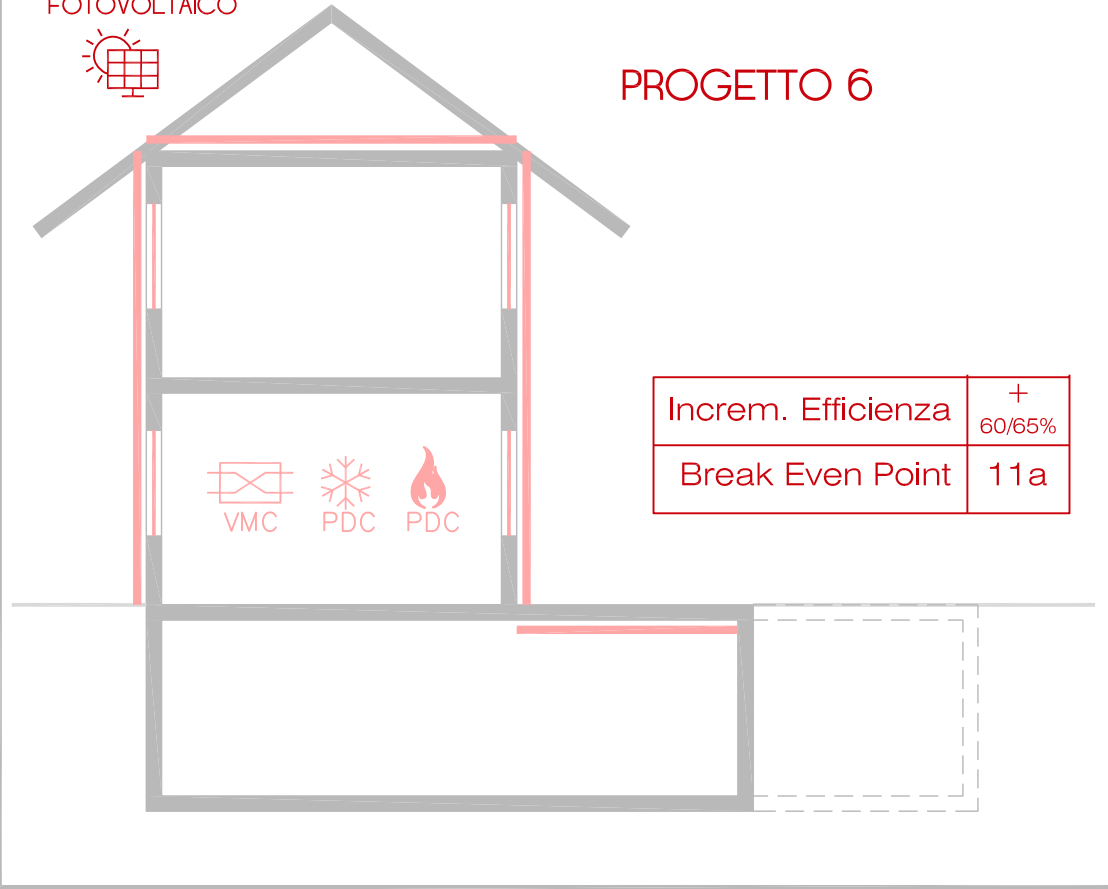 FOTOVOLTAICO
PROGETTO 6
Increm. Efficienza
+
60/65%
Break Even Point
11a
VMC
PDC
PDC